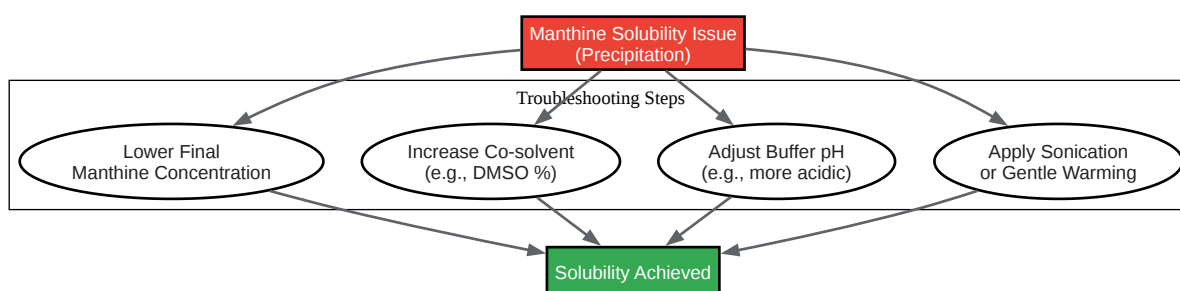 Manthine Solubility Issue
(Precipitation)
Troubleshooting Steps
Lower Final
Manthine Concentration
Increase Co-solvent
(e.g., DMSO %)
Adjust Buffer pH
(e.g., more acidic)
Apply Sonication
or Gentle Warming
Solubility Achieved